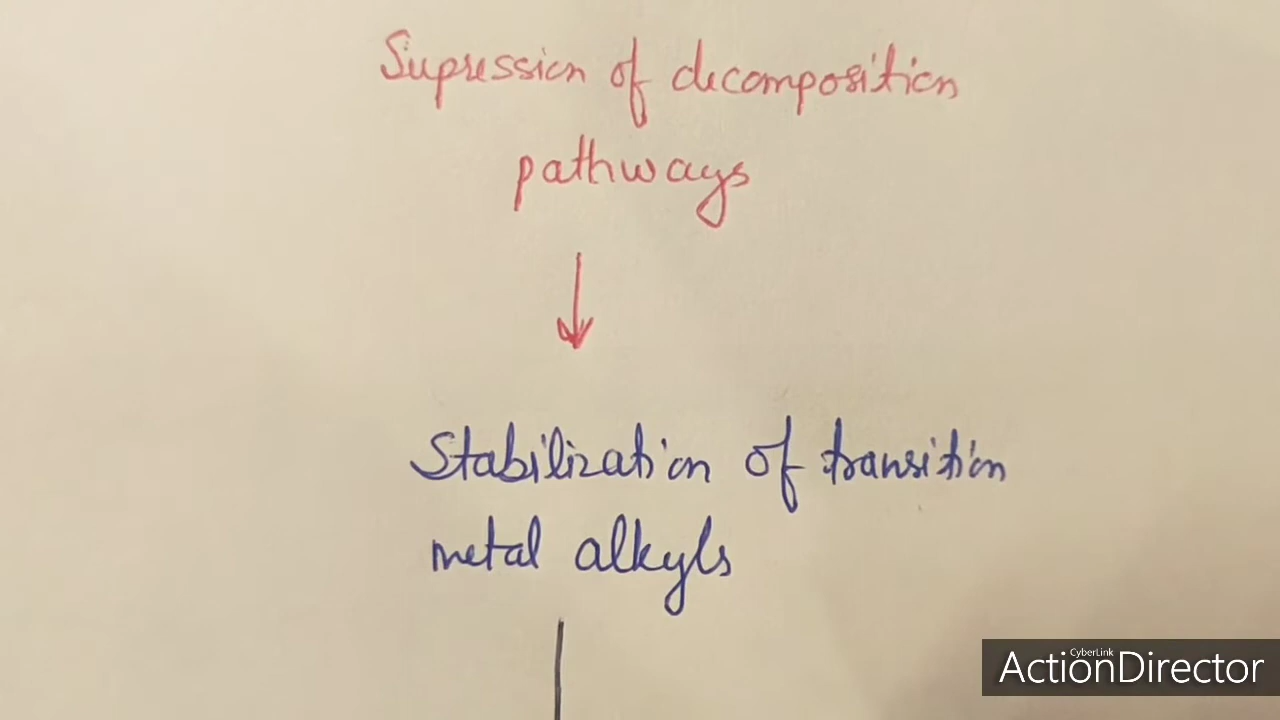 Supression of decomposition
pathways
Stabilization of transition
metal alkyls
CyberLink
ActionDirector